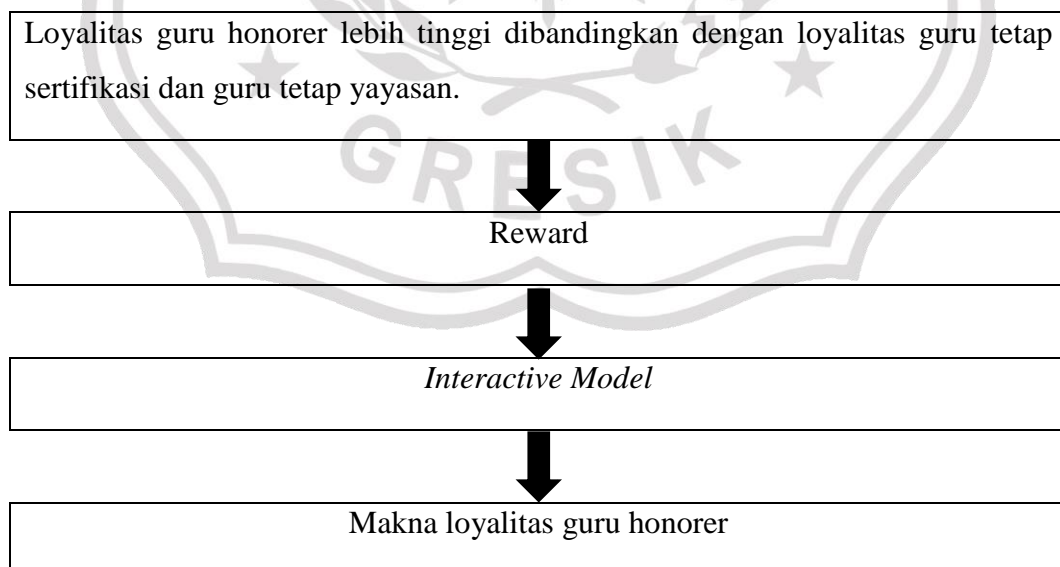 Loyalitas guru honorer lebih tinggi dibandingkan dengan loyalitas guru tetap
sertifikasi dan guru tetap yayasan.
GRESIK
Reward
Interactive Model
Makna loyalitas guru honorer